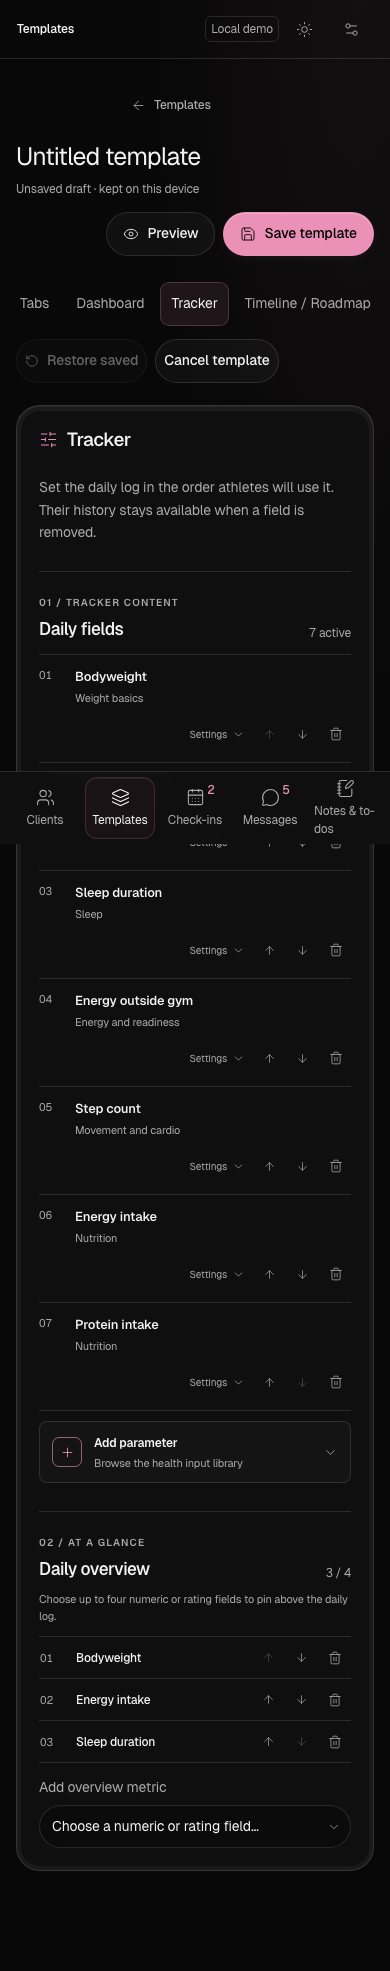 Templates
Local demo
Templates
Untitled template
Unsaved draft · kept on this device
Preview
Save template
Tabs
Dashboard
Tracker
Timeline / Roadmap
Restore saved
Cancel template
Tracker
Set the daily log in the order athletes will use it.
Their history stays available when a field is
removed.
01 / TRACKER CONTENT
Daily fields
7 active
01
Bodyweight
Weight basics
Settings
Clients
Templates
Check-ins
2
Messages
5
Notes & to-
dos
03
Sleep duration
Sleep
Settings
04
Energy outside gym
Energy and readiness
Settings
05
Step count
Movement and cardio
Settings
06
Energy intake
Nutrition
Settings
07
Protein intake
Nutrition
Settings
Add parameter
Browse the health input library
02 / AT A GLANCE
Daily overview
3 / 4
Choose up to four numeric or rating fields to pin above the daily
log.
01
Bodyweight
02
Energy intake
03
Sleep duration
Add overview metric
Choose a numeric or rating field...